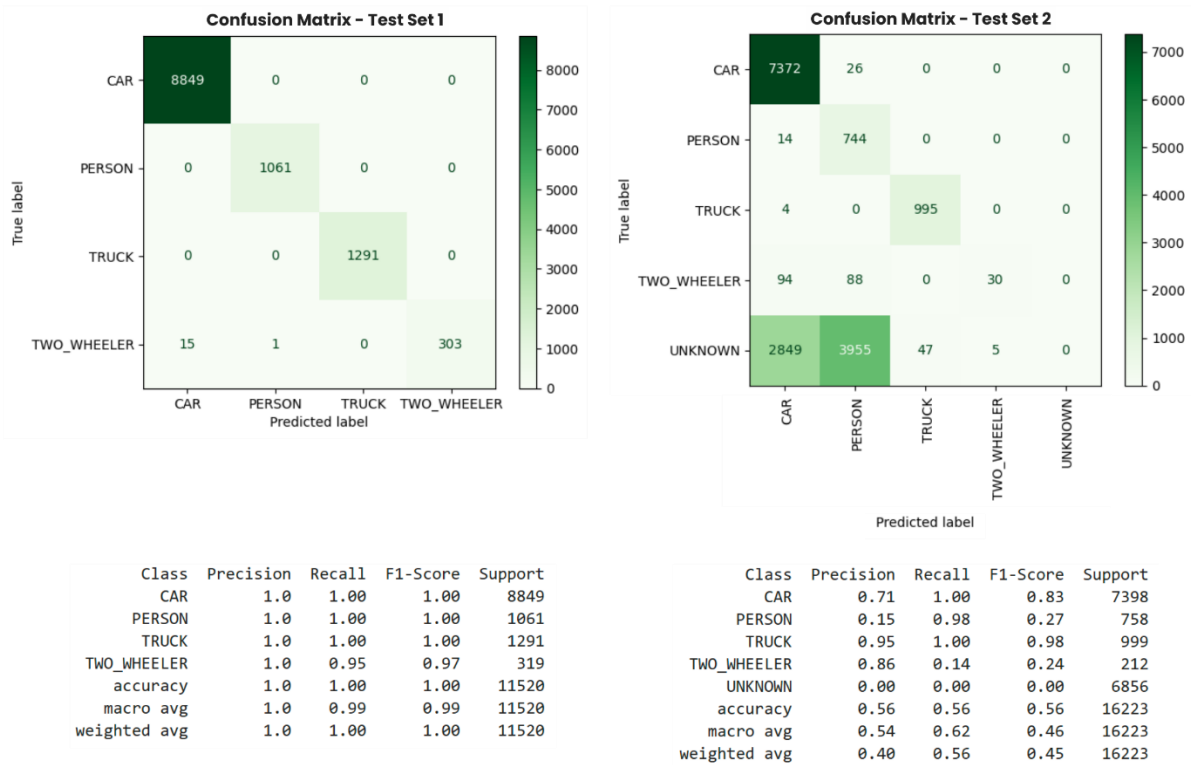 Confusion Matrix - Test Set 1
CAR
PERSON
TRUCK
TWO_WHEELER
True label
8849 0 0 0
0 1061 0 0
0 0 1291 0
15 1 0 303
CAR PERSON TRUCK TWO_WHEELER
Predicted label
8000
7000
6000
5000
4000
3000
2000
1000
0
Confusion Matrix - Test Set 2
CAR
PERSON
TRUCK
TWO_WHEELER
UNKNOWN
True label
7372 26 0 0 0
14 744 0 0 0
4 0 995 0 0
94 88 0 30 0
2849 3955 47 5 0
CAR
PERSON
TRUCK
TWO_WHEELER
UNKNOWN
Predicted label
7000
6000
5000
4000
3000
2000
1000
0
Class Precision Recall F1-Score Support
CAR 1.0 1.00 1.00 8849
PERSON 1.0 1.00 1.00 1061
TRUCK 1.0 1.00 1.00 1291
TWO_WHEELER 1.0 0.95 0.97 319
accuracy 1.0 1.00 1.00 11520
macro avg 1.0 0.99 0.99 11520
weighted avg 1.0 1.00 1.00 11520
Class Precision Recall F1-Score Support
CAR 0.71 1.00 0.83 7398
PERSON 0.15 0.98 0.27 758
TRUCK 0.95 1.00 0.98 999
TWO_WHEELER 0.86 0.14 0.24 212
UNKNOWN 0.00 0.00 0.00 6856
accuracy 0.56 0.56 0.56 16223
macro avg 0.54 0.62 0.46 16223
weighted avg 0.40 0.56 0.45 16223